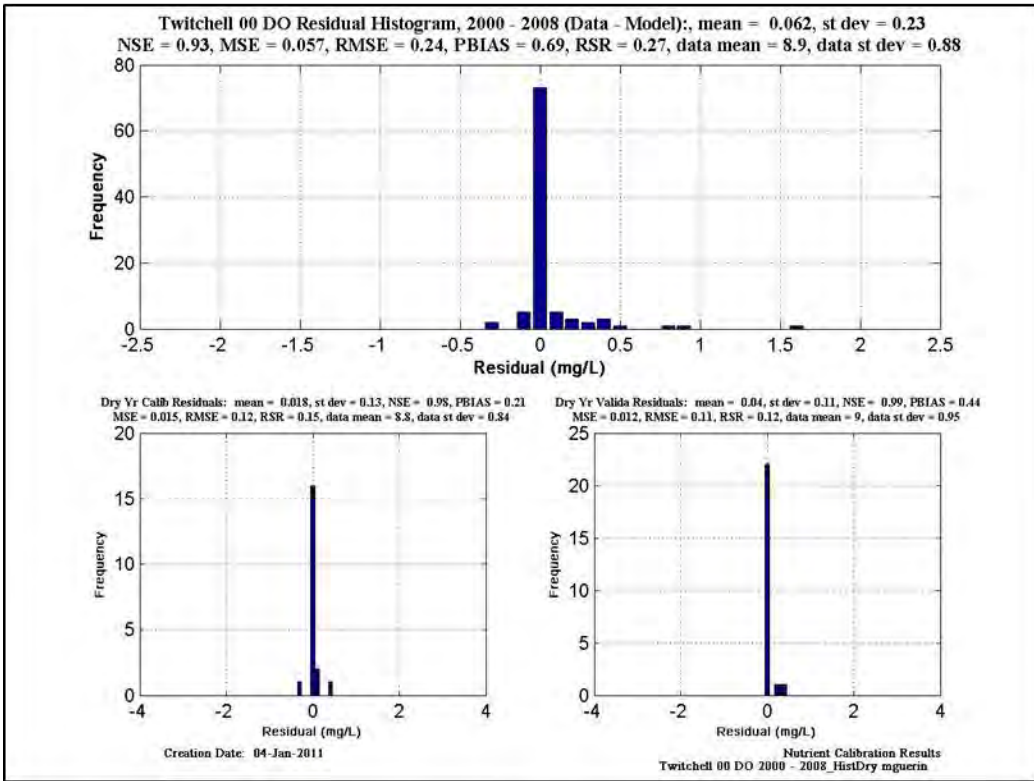 Twitchell 00 DO Residual Histogram, 2000 - 2008 (Data - Model):, mean = 0.062, st dev = 0.23
NSE = 0.93, MSE = 0.057, RMSE = 0.24, PBIAS = 0.69, RSR = 0.27, data mean = 8.9, data st dev = 0.88
80
60
40
20
0
Frequency
-2.5 -2 -1.5 -1 -0.5 0 0.5 1 1.5 2 2.5
Residual (mg/L)
Dry Yr Calib Residuals: mean = 0.018, st dev = 0.13, NSE = 0.98, PBIAS = 0.21
MSE = 0.015, RMSE = 0.12, RSR = 0.15, data mean = 8.8, data st dev = 0.84
20
15
10
5
0
Frequency
-4 -2 0 2 4
Residual (mg/L)
Creation Date: 04-Jan-2011
Dry Yr Valida Residuals: mean = 0.04, st dev = 0.11, NSE = 0.99, PBIAS = 0.44
MSE = 0.012, RMSE = 0.11, RSR = 0.12, data mean = 9, data st dev = 0.95
25
20
15
10
5
0
Frequency
-4 -2 0 2 4
Residual (mg/L)
Nutrient Calibration Results
Twitchell 00 DO 2000 - 2008_HistDry mguerin